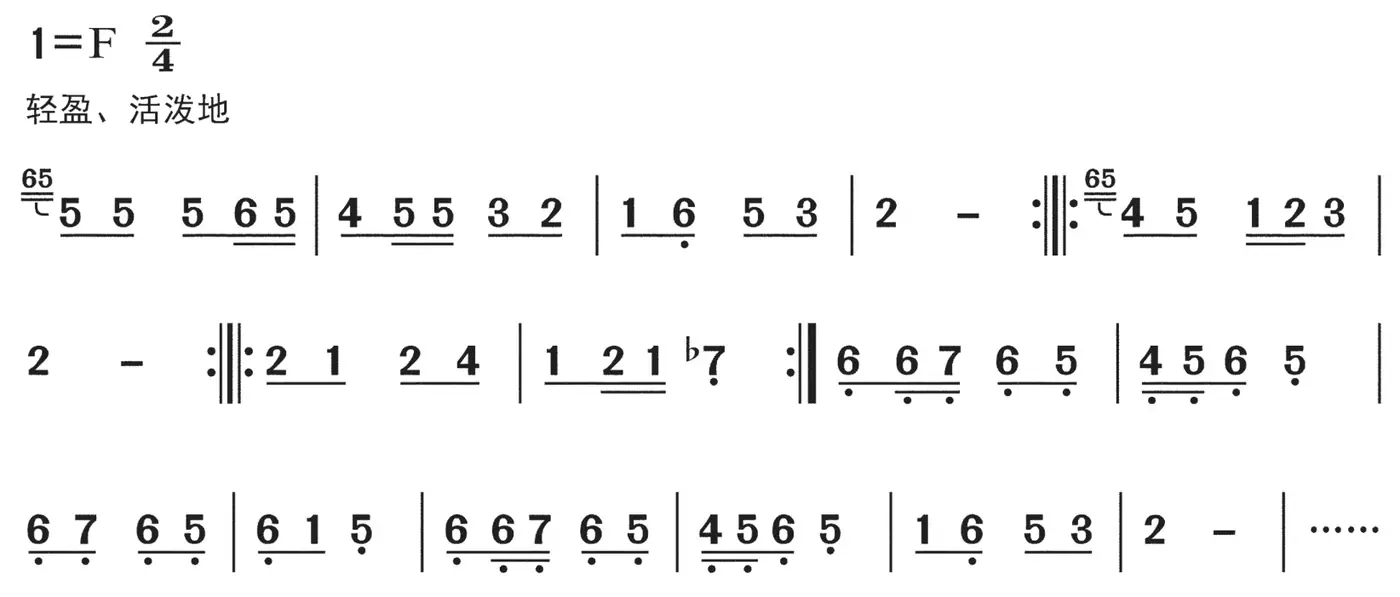 1=F 2/4
轻盈、活泼地
65 5 5 5 6 5 | 4 5 5 3 2 | 1 6̣ 5 3 | 2 – :‖: 65 4 5 1 2 3 |
2 – :‖: 2 1 2 4 | 1 2 1 ♭7̣ :‖ 6̣ 6̣ 7̣ 6̣ 5̣ | 4̣ 5̣ 6̣ 5̣ |
6̣ 7̣ 6̣ 5̣ | 6̣ 1 5̣ | 6̣ 6̣ 7̣ 6̣ 5̣ | 4̣ 5̣ 6̣ 5̣ | 1 6̣ 5 3 | 2 – | ……